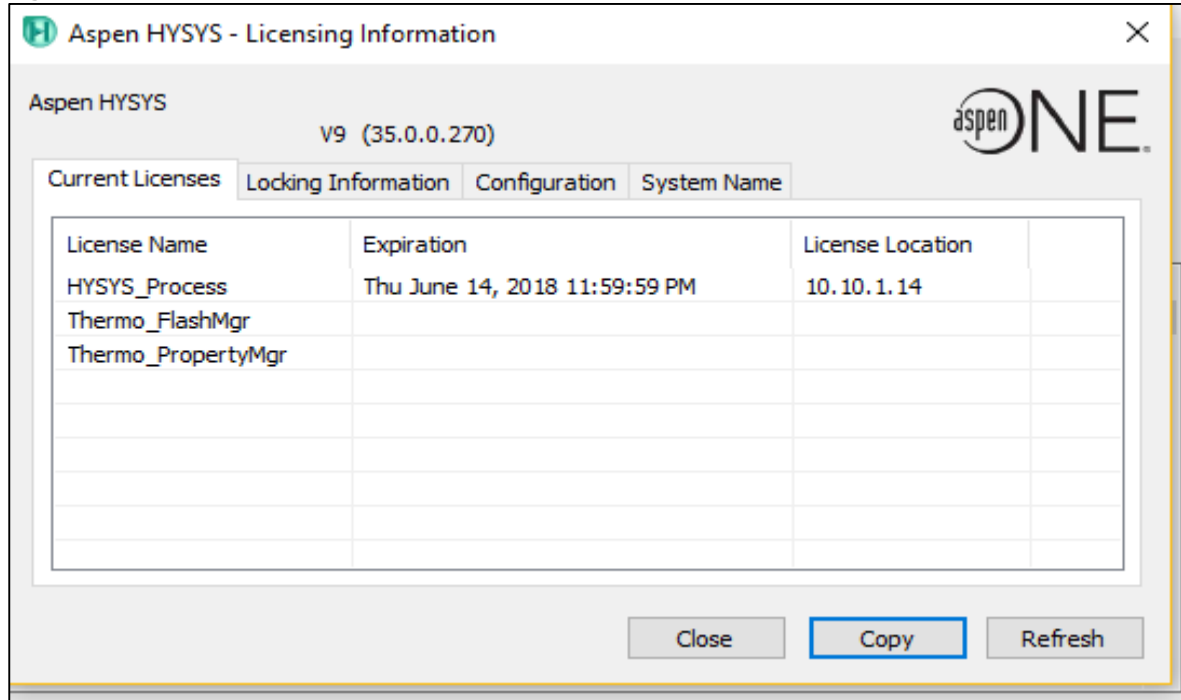 Aspen HYSYS - Licensing Information
Aspen HYSYS
V9 (35.0.0.270)
aspen ONE®
Current Licenses Locking Information Configuration System Name
License Name Expiration License Location
HYSYS_Process Thu June 14, 2018 11:59:59 PM 10.10.1.14
Thermo_FlashMgr
Thermo_PropertyMgr
Close Copy Refresh